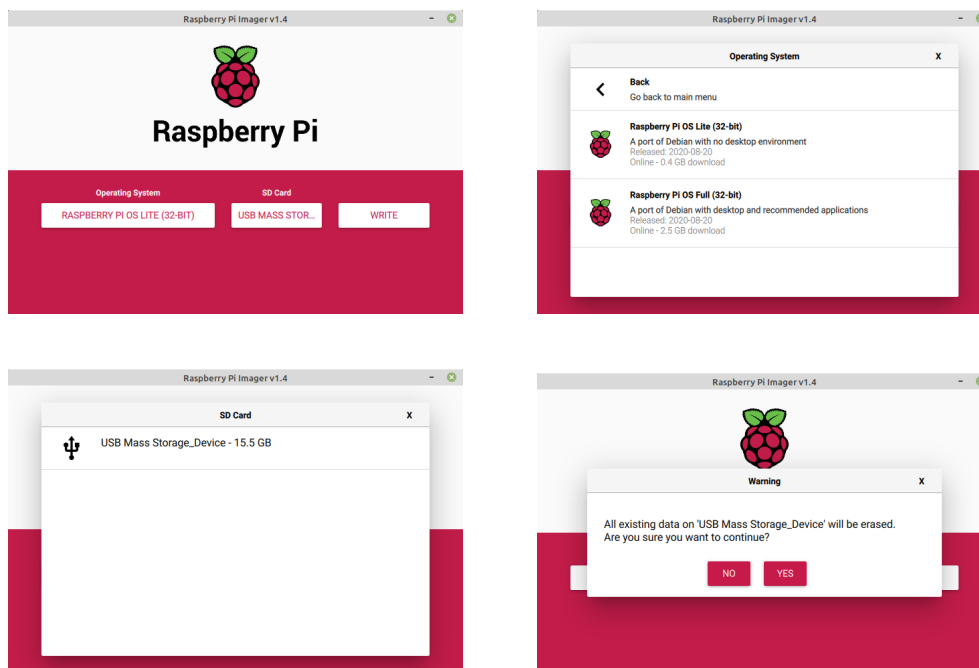 Raspberry Pi Imager v1.4
Raspberry Pi
Operating System SD Card
RASPBERRY PI OS LITE (32-BIT) USB MASS STOR... WRITE
Raspberry Pi Imager v1.4
Operating System X
Back
Go back to main menu
Raspberry Pi OS Lite (32-bit)
A port of Debian with no desktop environment
Released: 2020-08-20
Online - 0.4 GB download
Raspberry Pi OS Full (32-bit)
A port of Debian with desktop and recommended applications
Released: 2020-08-20
Online - 2.5 GB download
Raspberry Pi Imager v1.4
SD Card X
USB Mass Storage_Device - 15.5 GB
Raspberry Pi Imager v1.4
Warning X
All existing data on 'USB Mass Storage_Device' will be erased.
Are you sure you want to continue?
NO YES